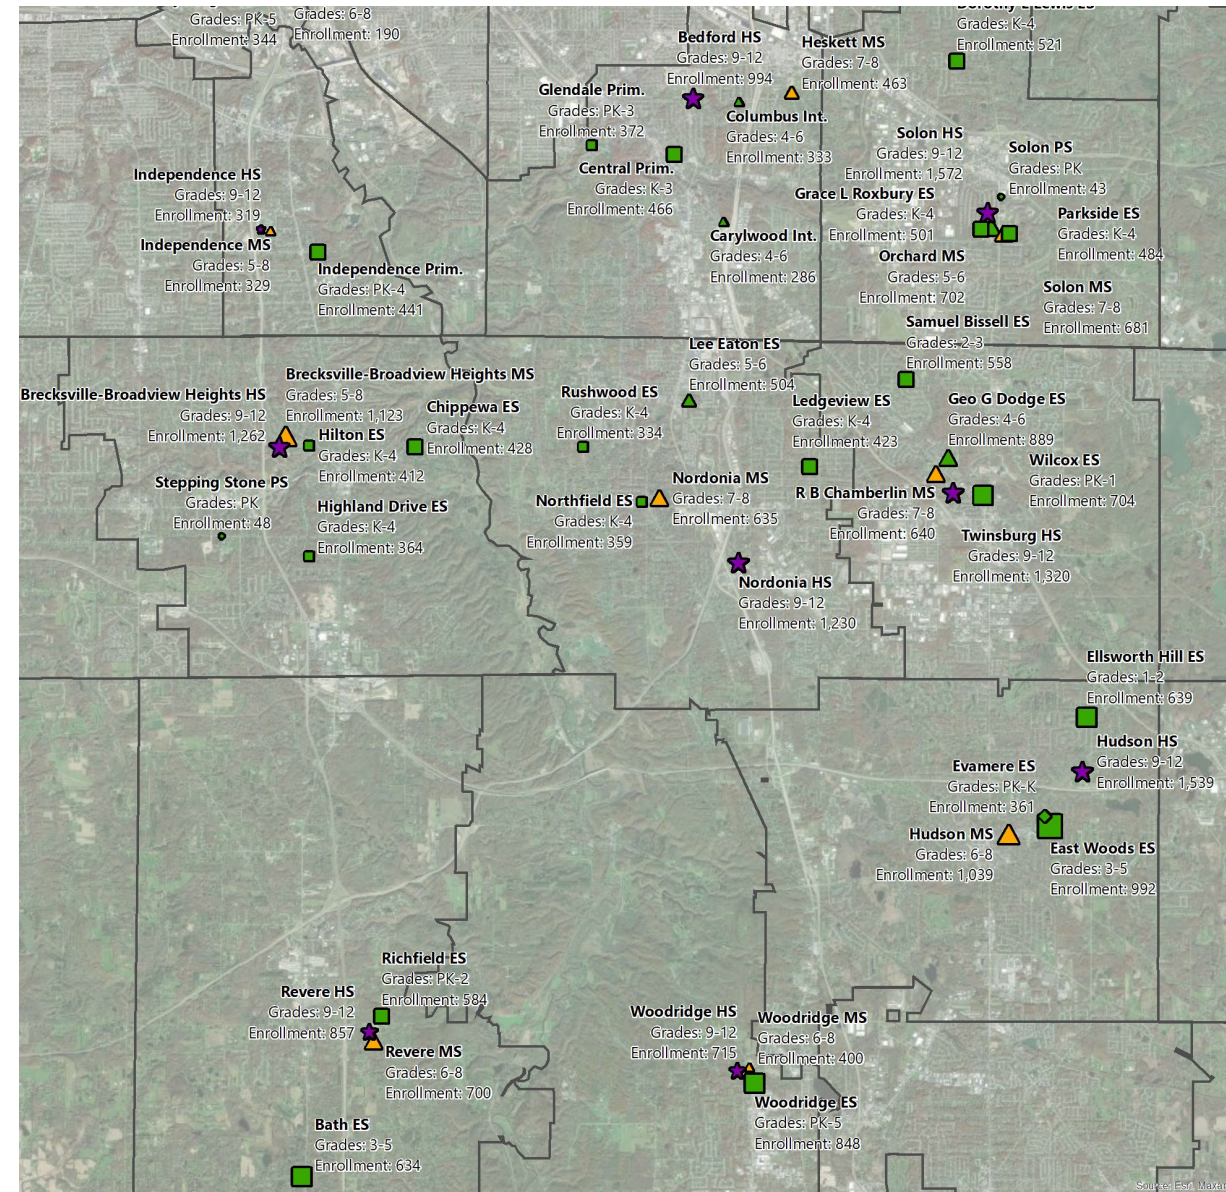 Grades: PK-5
Enrollment: 344
Grades: 6-8
Enrollment: 190
Bedford HS
Grades: 9-12
Enrollment: 994
Heskett MS
Grades: 7-8
Enrollment: 463
Dorothy E Lewis ES
Grades: K-4
Enrollment: 521
Glendale Prim.
Grades: PK-3
Enrollment: 372
Columbus Int.
Grades: 4-6
Enrollment: 333
Central Prim.
Grades: K-3
Enrollment: 466
Solon HS
Grades: 9-12
Enrollment: 1,572
Solon PS
Grades: PK
Enrollment: 43
Independence HS
Grades: 9-12
Enrollment: 319
Grace L Roxbury ES
Grades: K-4
Enrollment: 501
Parkside ES
Grades: K-4
Enrollment: 484
Independence MS
Grades: 5-8
Enrollment: 329
Independence Prim.
Grades: PK-4
Enrollment: 441
Carylwood Int.
Grades: 4-6
Enrollment: 286
Orchard MS
Grades: 5-6
Enrollment: 702
Solon MS
Grades: 7-8
Enrollment: 681
Samuel Bissell ES
Grades: 2-3
Enrollment: 558
Lee Eaton ES
Grades: 5-6
Enrollment: 504
Brecksville-Broadview Heights HS
Grades: 9-12
Enrollment: 1,262
Brecksville-Broadview Heights MS
Grades: 5-8
Enrollment: 1,123
Chippewa ES
Grades: K-4
Enrollment: 428
Rushwood ES
Grades: K-4
Enrollment: 334
Ledgeview ES
Grades: K-4
Enrollment: 423
Geo G Dodge ES
Grades: 4-6
Enrollment: 889
Hilton ES
Grades: K-4
Enrollment: 412
Wilcox ES
Grades: PK-1
Enrollment: 704
Stepping Stone PS
Grades: PK
Enrollment: 48
Highland Drive ES
Grades: K-4
Enrollment: 364
Northfield ES
Grades: K-4
Enrollment: 359
Nordonia MS
Grades: 7-8
Enrollment: 635
R B Chamberlin MS
Grades: 7-8
Enrollment: 640
Twinsburg HS
Grades: 9-12
Enrollment: 1,320
Nordonia HS
Grades: 9-12
Enrollment: 1,230
Ellsworth Hill ES
Grades: 1-2
Enrollment: 639
Hudson HS
Grades: 9-12
Enrollment: 1,539
Evamere ES
Grades: PK-K
Enrollment: 361
Hudson MS
Grades: 6-8
Enrollment: 1,039
East Woods ES
Grades: 3-5
Enrollment: 992
Richfield ES
Grades: PK-2
Enrollment: 584
Revere HS
Grades: 9-12
Enrollment: 857
Revere MS
Grades: 6-8
Enrollment: 700
Woodridge HS
Grades: 9-12
Enrollment: 715
Woodridge MS
Grades: 6-8
Enrollment: 400
Woodridge ES
Grades: PK-5
Enrollment: 848
Bath ES
Grades: 3-5
Enrollment: 634
Source: Esri, Maxar